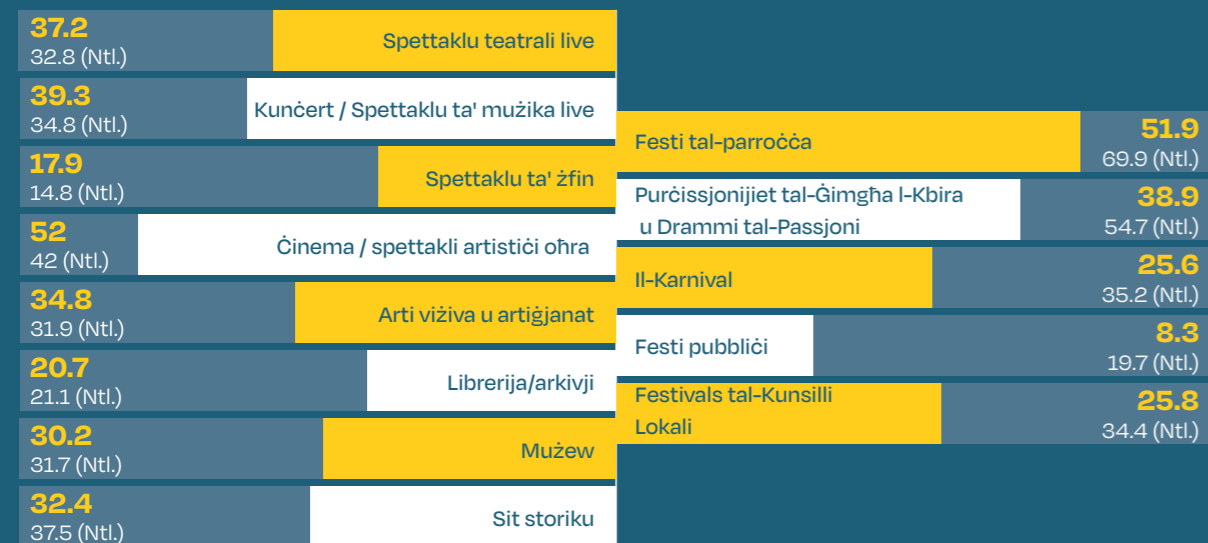 37.2
32.8 (Ntl.)
Spettaklu teatrali live
39.3
34.8 (Ntl.)
Kunċert / Spettaklu ta' mużika live
17.9
14.8 (Ntl.)
Spettaklu ta' żfin
52
42 (Ntl.)
Ċinema / spettakli artistiċi oħra
34.8
31.9 (Ntl.)
Arti viżiva u artiġjanat
20.7
21.1 (Ntl.)
Librerija/arkivji
30.2
31.7 (Ntl.)
Mużew
32.4
37.5 (Ntl.)
Sit storiku
Festi tal-parroċċa
51.9
69.9 (Ntl.)
Purċissjonijiet tal-Ġimgħa l-Kbira
u Drammi tal-Passjoni
38.9
54.7 (Ntl.)
Il-Karnival
25.6
35.2 (Ntl.)
Festi pubbliċi
8.3
19.7 (Ntl.)
Festivals tal-Kunsilli
Lokali
25.8
34.4 (Ntl.)